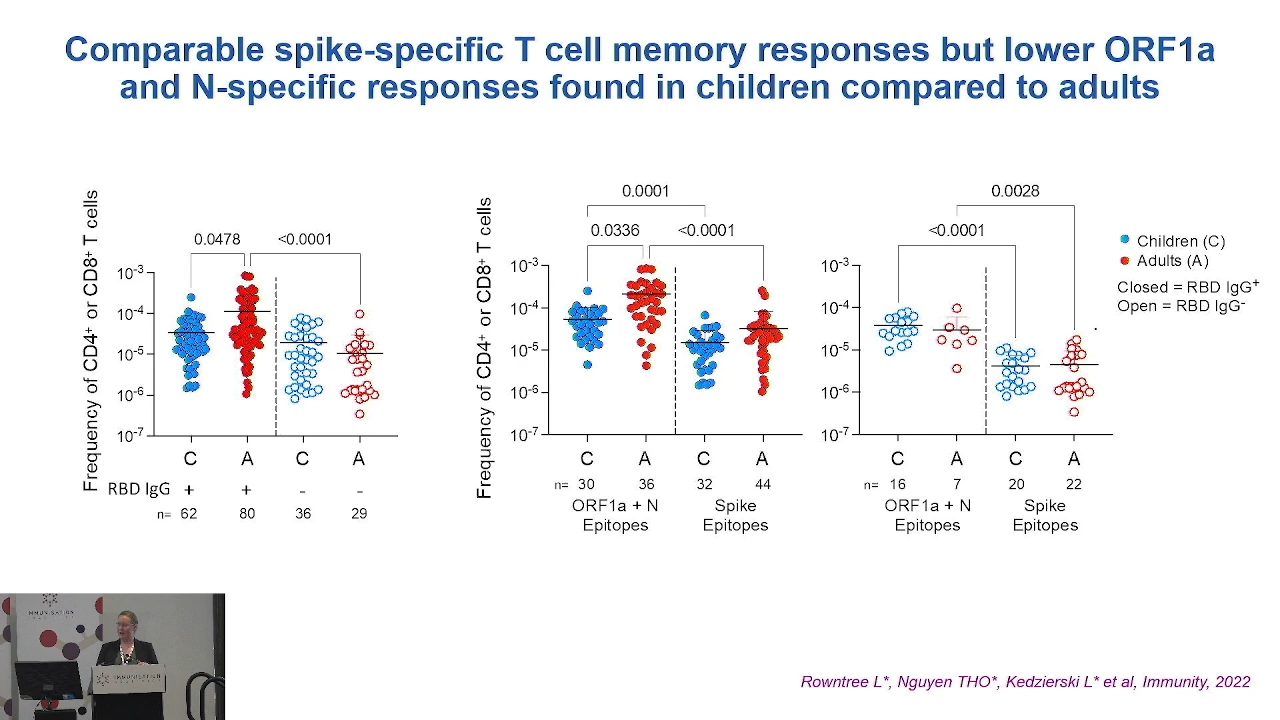 Comparable spike-specific T cell memory responses but lower ORF1a
and N-specific responses found in children compared to adults
Frequency of CD4⁺ or CD8⁺ T cells
0.0478
<0.0001
10⁻³
10⁻⁴
10⁻⁵
10⁻⁶
10⁻⁷
C A C A
RBD IgG + + - -
n= 62 80 36 29
Frequency of CD4⁺ or CD8⁺ T cells
0.0001
0.0336
<0.0001
10⁻³
10⁻⁴
10⁻⁵
10⁻⁶
10⁻⁷
C A C A
n= 30 36 32 44
ORF1a + N Spike
Epitopes Epitopes
0.0028
<0.0001
10⁻³
10⁻⁴
10⁻⁵
10⁻⁶
10⁻⁷
C A C A
n= 16 7 20 22
ORF1a + N Spike
Epitopes Epitopes
Children (C)
Adults (A)
Closed = RBD IgG⁺
Open = RBD IgG⁻
IMMUNISATION
Rowntree L*, Nguyen THO*, Kedzierski L* et al, Immunity, 2022